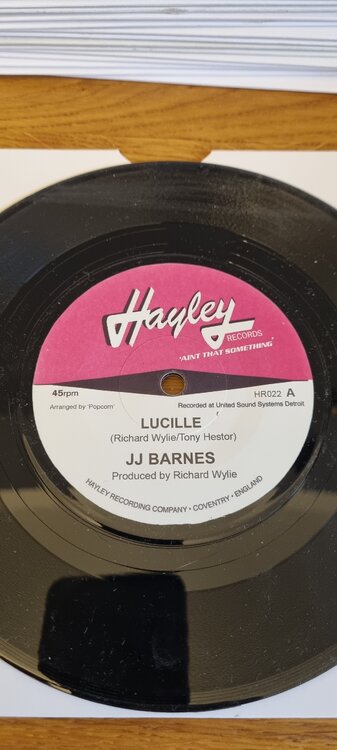 Hayley
RECORDS
'AINT THAT SOMETHING'
45rpm
HR022 A
Arranged by 'Popcorn'
Recorded at United Sound Systems Detroit.
LUCILLE
(Richard Wylie/Tony Hestor)
JJ BARNES
Produced by Richard Wylie
HAYLEY RECORDING COMPANY • COVENTRY • ENGLAND